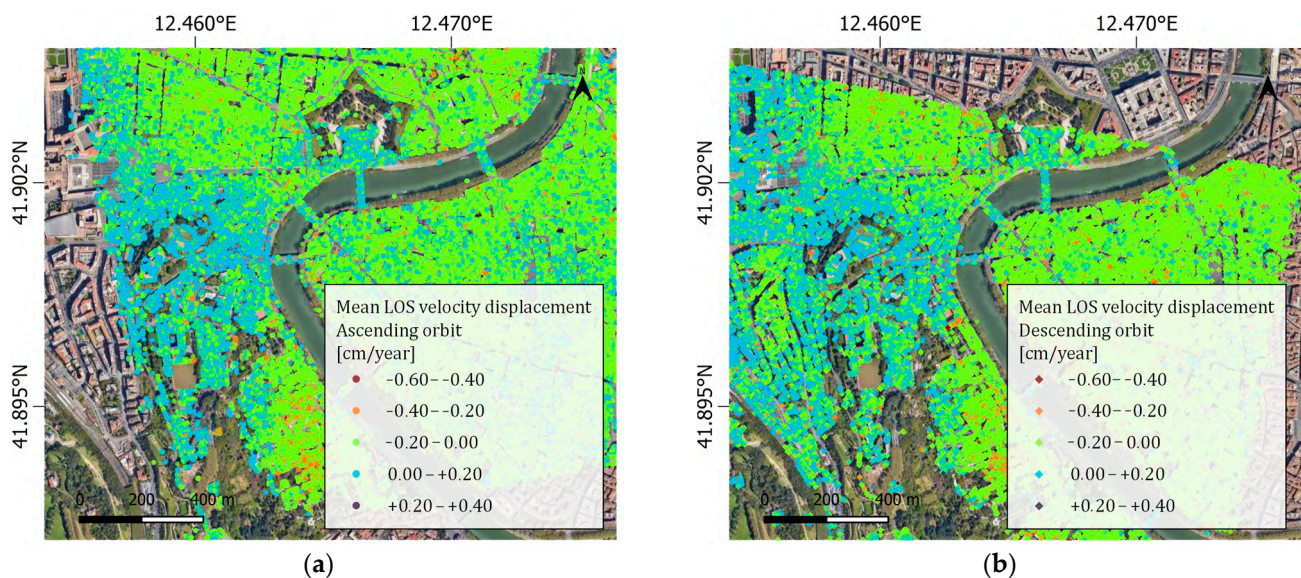 12.460°E 12.470°E
41.902°N
41.895°N
N
Mean LOS velocity displacement
Ascending orbit
[cm/year]
-0.60--0.40
-0.40--0.20
-0.20-0.00
0.00-+0.20
+0.20-+0.40
0 200 400 m
(a)
12.460°E 12.470°E
41.902°N
41.895°N
Mean LOS velocity displacement
Descending orbit
[cm/year]
-0.60--0.40
-0.40--0.20
-0.20-0.00
0.00-+0.20
+0.20-+0.40
0 200 400 m
(b)